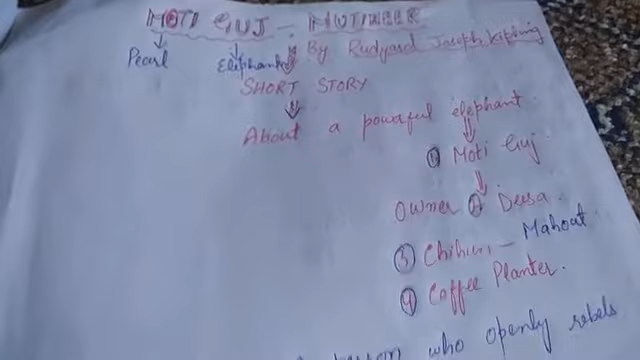 MOTI GUJ - MUTINEER
Pearl Elephant By Rudyard Joseph Kipling
SHORT STORY
About a powerful elephant.
① Moti Guj
Owner ② Deesa.
③ Chihun - Mahout
④ Coffee Planter.
person who openly rebels